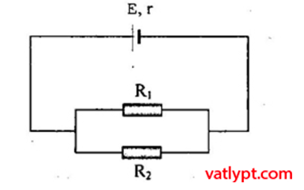 E, r
R₁
R₂
vatlypt.com